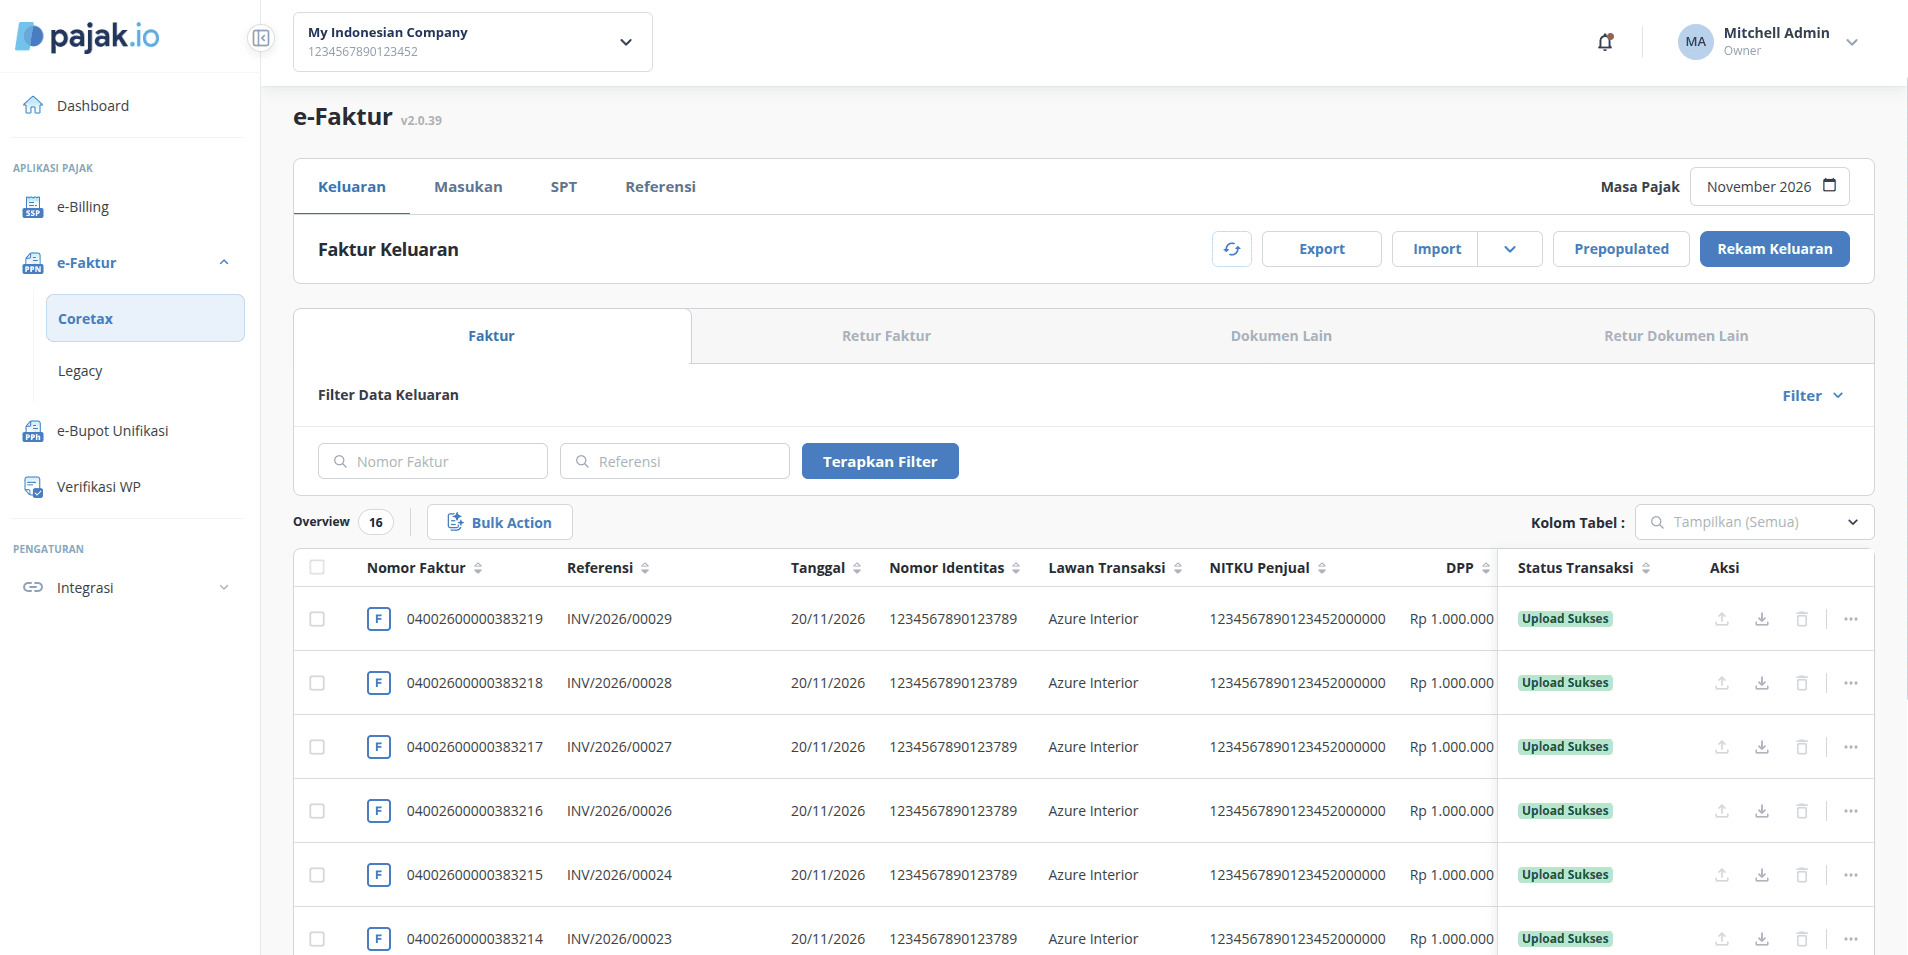 pajak.io
My Indonesian Company
1234567890123452
MA
Mitchell Admin
Owner
Dashboard
APLIKASI PAJAK
SSP
e-Billing
PPN
e-Faktur
Coretax
Legacy
PPh
e-Bupot Unifikasi
Verifikasi WP
PENGATURAN
Integrasi
e-Faktur v2.0.39
Keluaran Masukan SPT Referensi
Masa Pajak November 2026
Faktur Keluaran
Export Import Prepopulated Rekam Keluaran
Faktur Retur Faktur Dokumen Lain Retur Dokumen Lain
Filter Data Keluaran Filter
Nomor Faktur Referensi Terapkan Filter
Overview 16 Bulk Action Kolom Tabel : Tampilkan (Semua)
Nomor Faktur Referensi Tanggal Nomor Identitas Lawan Transaksi NITKU Penjual DPP Status Transaksi Aksi
F 04002600000383219 INV/2026/00029 20/11/2026 1234567890123789 Azure Interior 1234567890123452000000 Rp 1.000.000 Upload Sukses
F 04002600000383218 INV/2026/00028 20/11/2026 1234567890123789 Azure Interior 1234567890123452000000 Rp 1.000.000 Upload Sukses
F 04002600000383217 INV/2026/00027 20/11/2026 1234567890123789 Azure Interior 1234567890123452000000 Rp 1.000.000 Upload Sukses
F 04002600000383216 INV/2026/00026 20/11/2026 1234567890123789 Azure Interior 1234567890123452000000 Rp 1.000.000 Upload Sukses
F 04002600000383215 INV/2026/00024 20/11/2026 1234567890123789 Azure Interior 1234567890123452000000 Rp 1.000.000 Upload Sukses
F 04002600000383214 INV/2026/00023 20/11/2026 1234567890123789 Azure Interior 1234567890123452000000 Rp 1.000.000 Upload Sukses